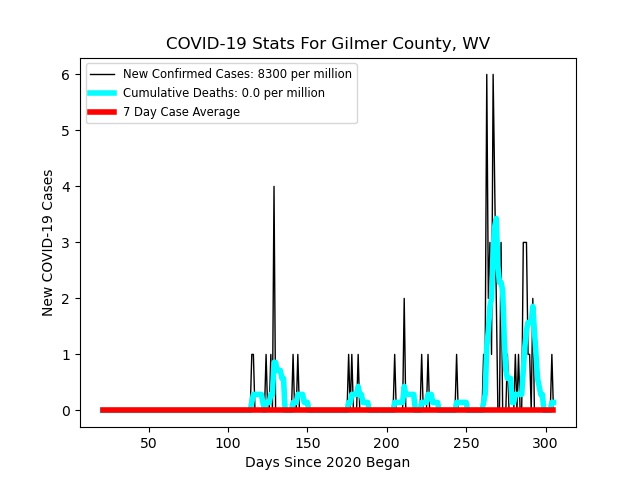 COVID-19 Stats For Gilmer County, WV
New Confirmed Cases: 8300 per million
Cumulative Deaths: 0.0 per million
7 Day Case Average
New COVID-19 Cases
6
5
4
3
2
1
0
50 100 150 200 250 300
Days Since 2020 Began